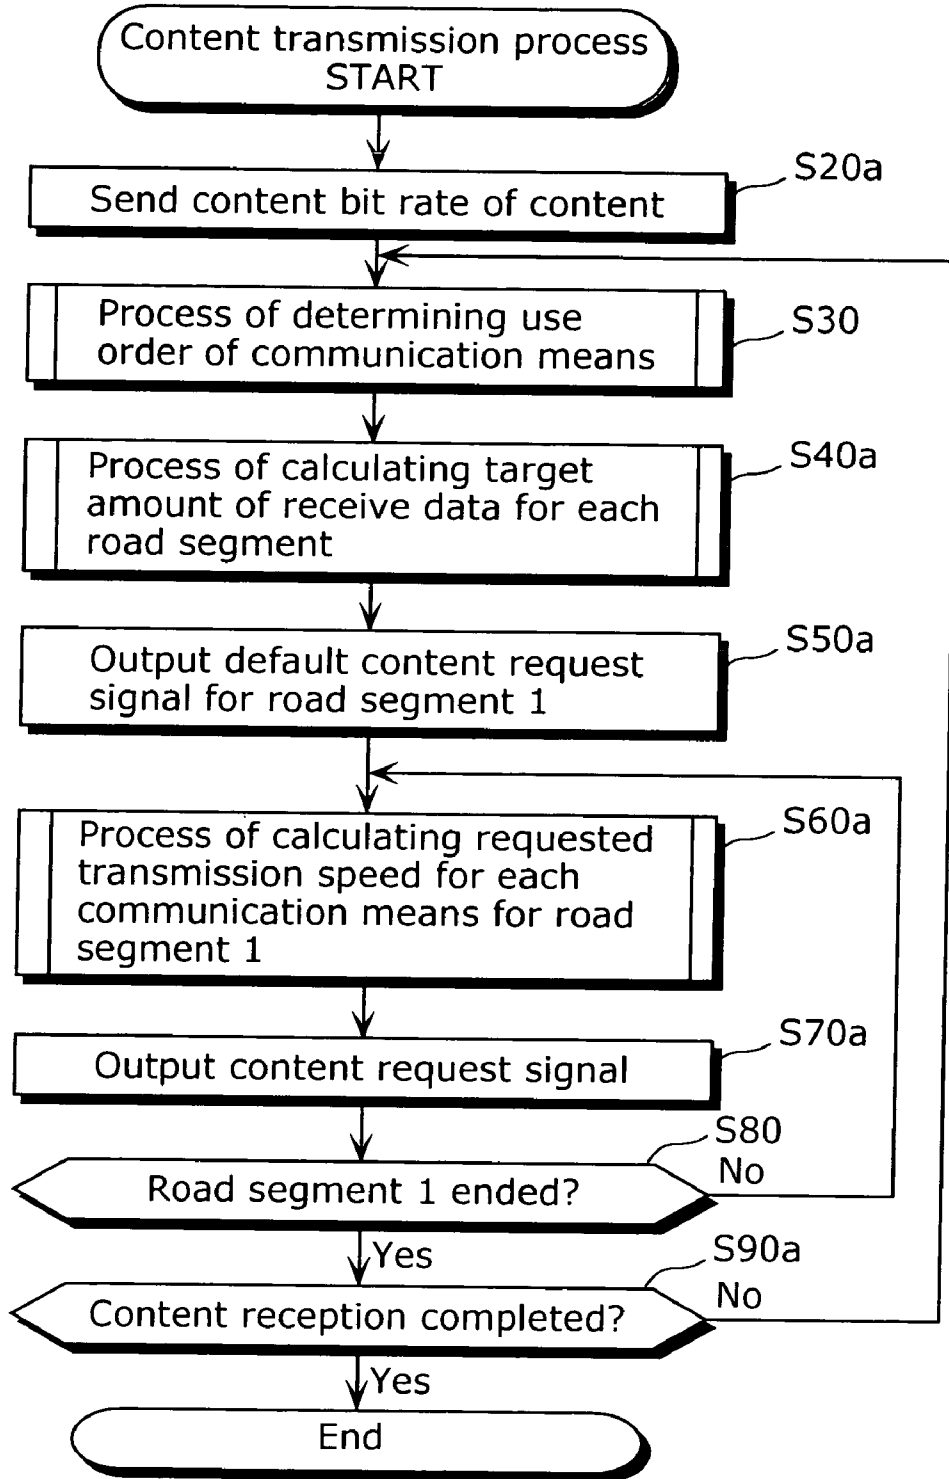 Content transmission process
START
S20a
Send content bit rate of content
Process of determining use
order of communication means
S30
Process of calculating target
amount of receive data for each
road segment
S40a
Output default content request
signal for road segment 1
S50a
Process of calculating requested
transmission speed for each
communication means for road
segment 1
S60a
Output content request signal
S70a
S80
Road segment 1 ended?
No
Yes
S90a
Content reception completed?
No
Yes
End